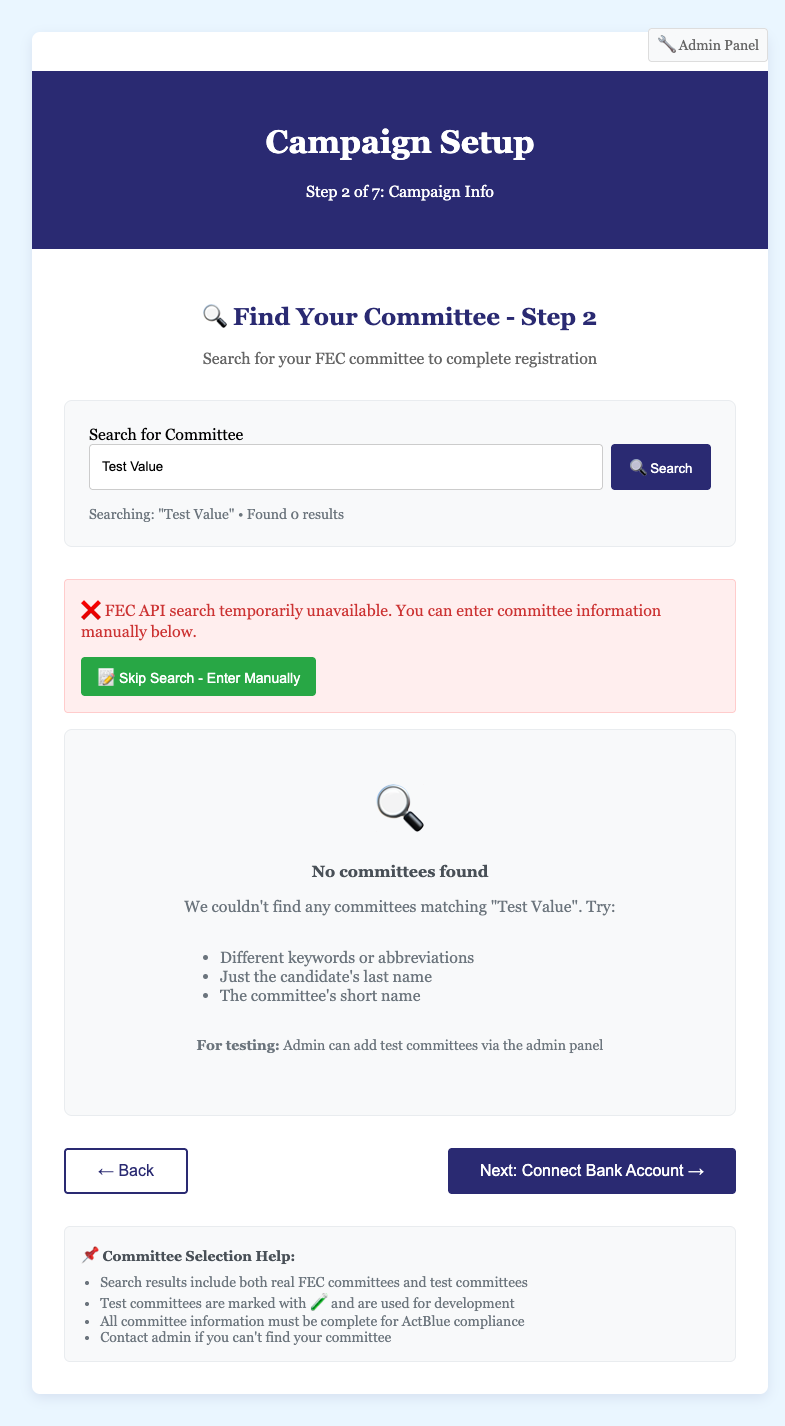 🔧 Admin Panel
Campaign Setup
Step 2 of 7: Campaign Info
🔍 Find Your Committee - Step 2
Search for your FEC committee to complete registration
Search for Committee
Test Value
🔍 Search
Searching: "Test Value" • Found 0 results
❌ FEC API search temporarily unavailable. You can enter committee information
manually below.
📝 Skip Search - Enter Manually
🔍
No committees found
We couldn't find any committees matching "Test Value". Try:
• Different keywords or abbreviations
• Just the candidate's last name
• The committee's short name
For testing: Admin can add test committees via the admin panel
← Back
Next: Connect Bank Account →
📌 Committee Selection Help:
• Search results include both real FEC committees and test committees
• Test committees are marked with 🧪 and are used for development
• All committee information must be complete for ActBlue compliance
• Contact admin if you can't find your committee